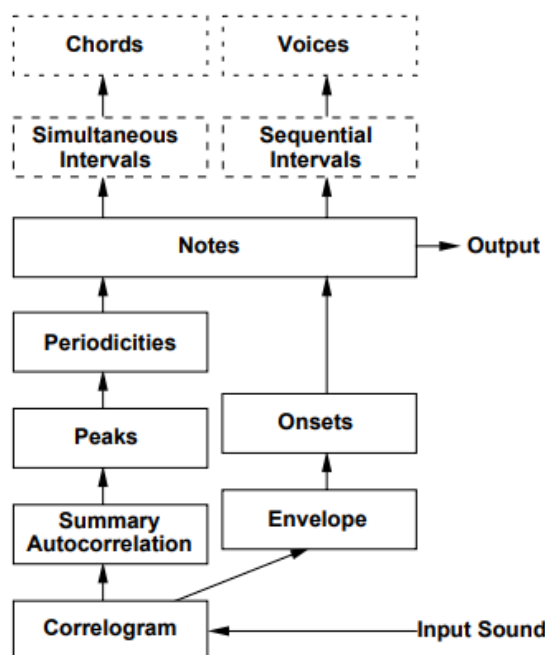 Chords
Voices
Simultaneous
Intervals
Sequential
Intervals
Notes
Output
Periodicities
Peaks
Onsets
Summary
Autocorrelation
Envelope
Correlogram
Input Sound